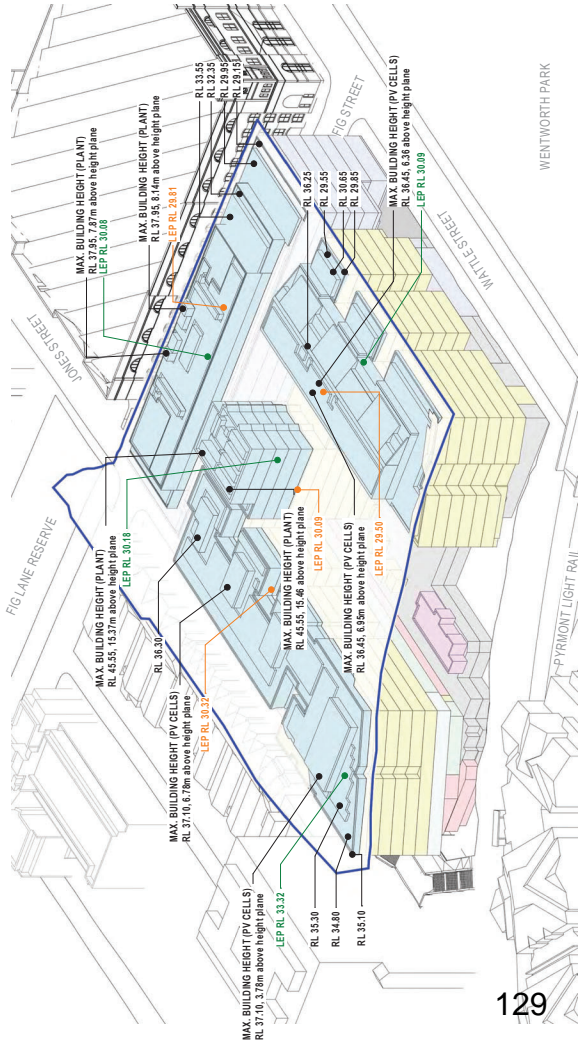 JONES STREET
FIG LANE RESERVE
FIG STREET
WATTLE STREET
WENTWORTH PARK
PYRMONT LIGHT RAIL
MAX. BUILDING HEIGHT (PLANT)
RL 37.95, 7.87m above height plane
LEP RL 30.08
MAX. BUILDING HEIGHT (PLANT)
RL 37.95, 8.14m above height plane
LEP RL 29.81
RL 33.55
RL 32.35
RL 29.95
RL 29.15
RL 36.25
RL 29.55
RL 30.65
RL 29.85
MAX. BUILDING HEIGHT (PV CELLS)
RL 36.45, 6.36 above height plane
LEP RL 30.09
MAX. BUILDING HEIGHT (PLANT)
RL 45.55, 15.37m above height plane
LEP RL 30.18
RL 36.30
MAX. BUILDING HEIGHT (PV CELLS)
RL 37.10, 6.78m above height plane
LEP RL 30.32
MAX. BUILDING HEIGHT (PLANT)
RL 45.55, 15.46 above height plane
LEP RL 30.09
MAX. BUILDING HEIGHT (PV CELLS)
RL 36.45, 6.95m above height plane
LEP RL 29.50
MAX. BUILDING HEIGHT (PV CELLS)
RL 37.10, 3.78m above height plane
LEP RL 33.32
RL 35.30
RL 34.80
RL 35.10
129